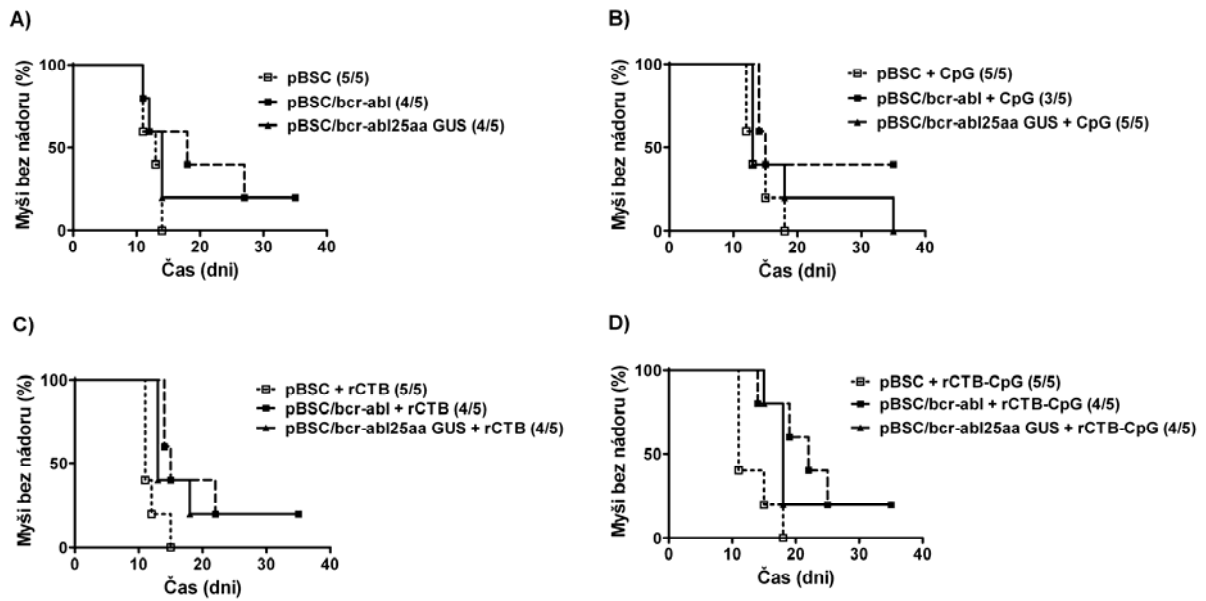 A)
Myši bez nádoru (%)
100
50
0
0 10 20 30 40
Čas (dni)
pBSC (5/5)
pBSC/bcr-abl (4/5)
pBSC/bcr-abl25aa GUS (4/5)
B)
Myši bez nádoru (%)
100
50
0
0 10 20 30 40
Čas (dni)
pBSC + CpG (5/5)
pBSC/bcr-abl + CpG (3/5)
pBSC/bcr-abl25aa GUS + CpG (5/5)
C)
Myši bez nádoru (%)
100
50
0
0 10 20 30 40
Čas (dni)
pBSC + rCTB (5/5)
pBSC/bcr-abl + rCTB (4/5)
pBSC/bcr-abl25aa GUS + rCTB (4/5)
D)
Myši bez nádoru (%)
100
50
0
0 10 20 30 40
Čas (dni)
pBSC + rCTB-CpG (5/5)
pBSC/bcr-abl + rCTB-CpG (4/5)
pBSC/bcr-abl25aa GUS + rCTB-CpG (4/5)